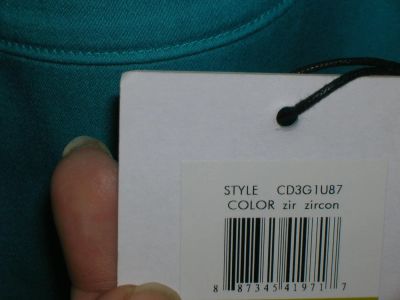 STYLE CD3G1U87
COLOR zir zircon
8 87345 41971 7